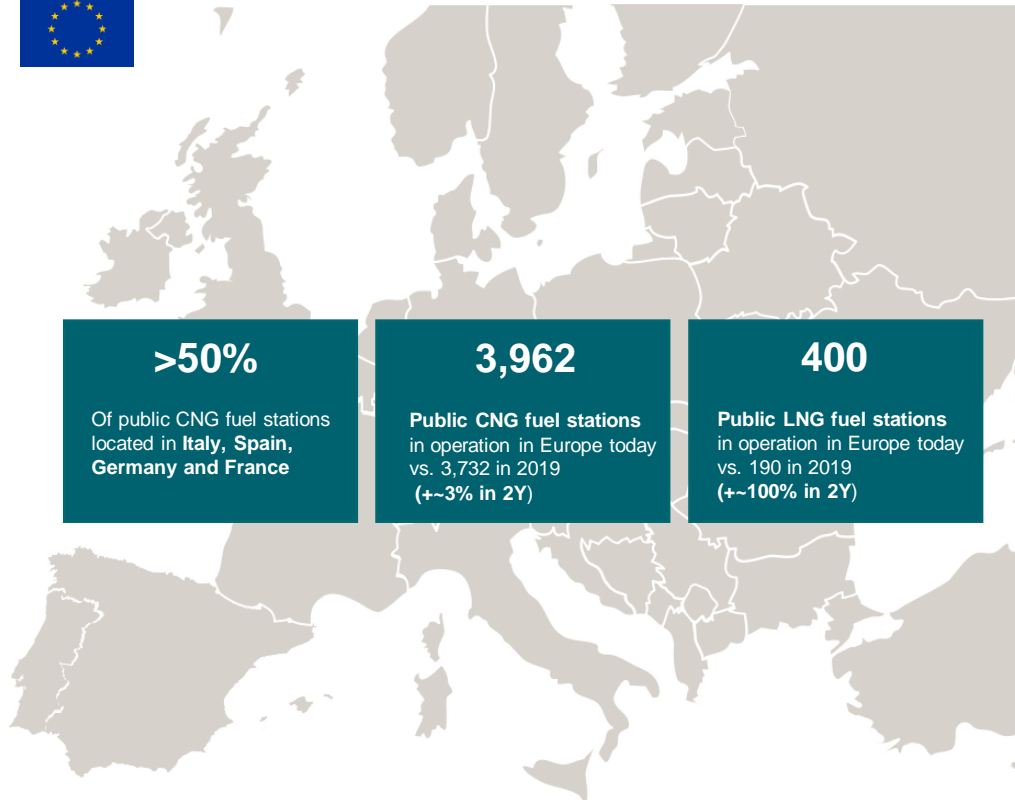 >50%
Of public CNG fuel stations
located in Italy, Spain,
Germany and France
3,962
Public CNG fuel stations
in operation in Europe today
vs. 3,732 in 2019
(+~3% in 2Y)
400
Public LNG fuel stations
in operation in Europe today
vs. 190 in 2019
(+~100% in 2Y)